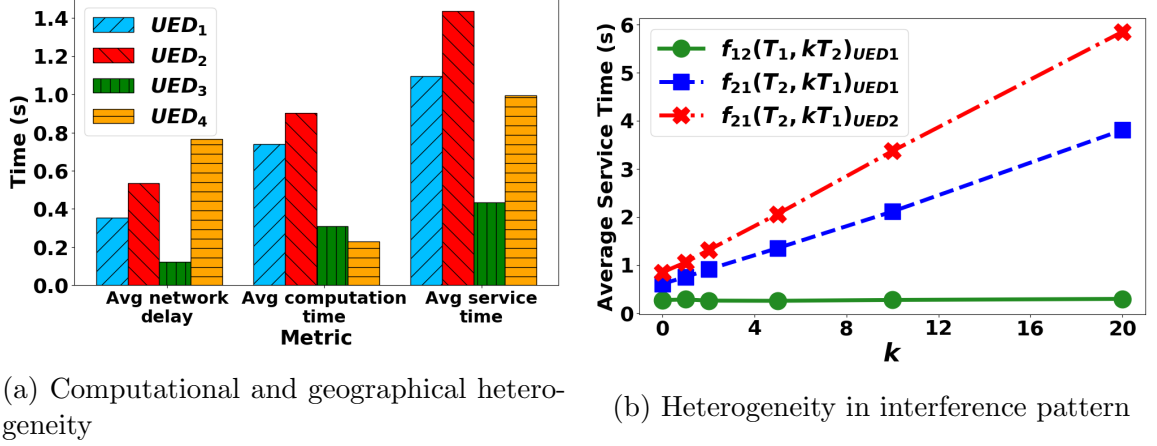 1.4
1.2
1.0
0.8
0.6
0.4
0.2
0.0
Time (s)
UED1
UED2
UED3
UED4
Avg network delay
Avg computation time
Avg service time
Metric
6
5
4
3
2
1
0
Average Service Time (s)
f12(T1, kT2)UED1
f21(T2, kT1)UED1
f21(T2, kT1)UED2
0 4 8 12 16 20
k
(a) Computational and geographical hetero-
geneity
(b) Heterogeneity in interference pattern